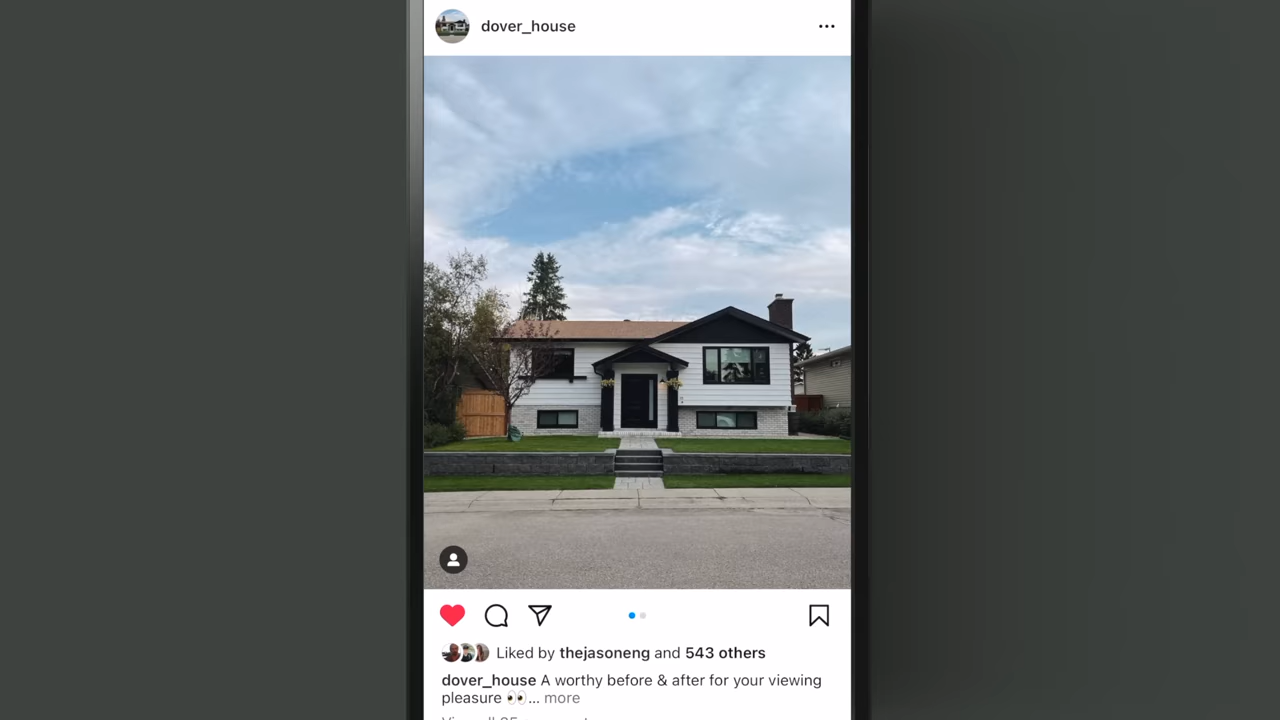 dover_house
Liked by thejasoneng and 543 others
dover_house A worthy before & after for your viewing
pleasure 👀... more